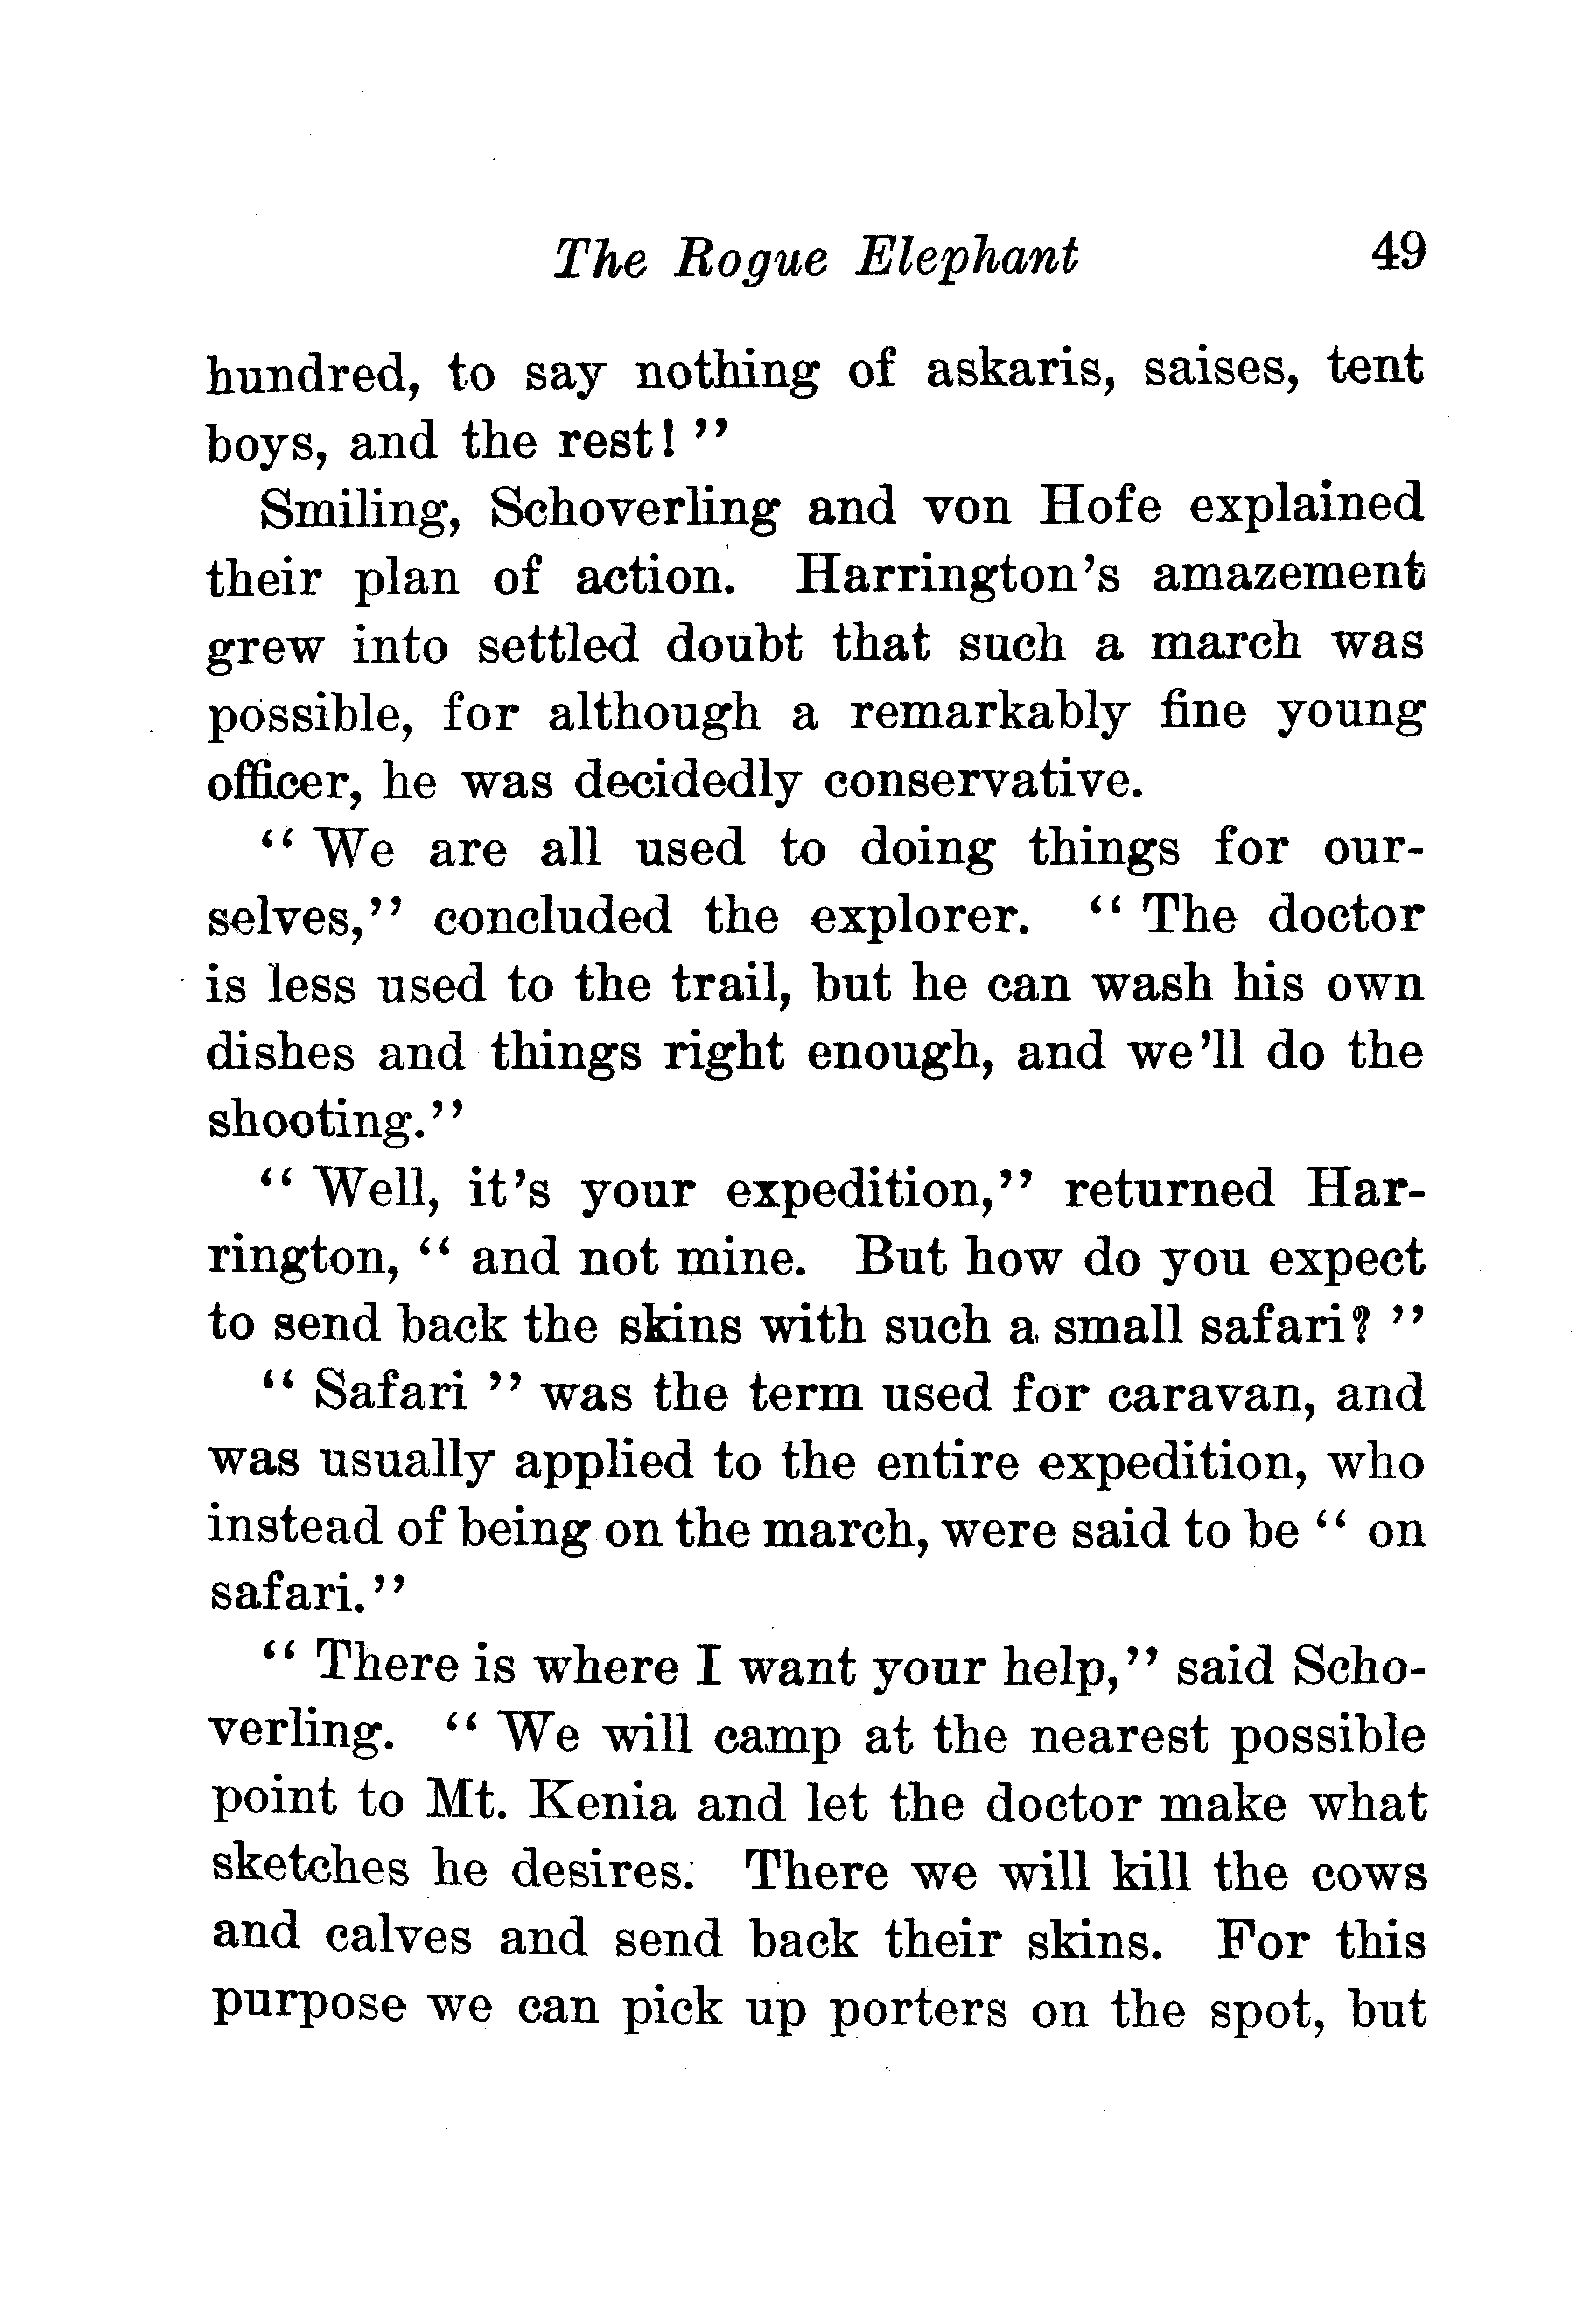 The Rogue Elephant 49
hundred, to say nothing of askaris, saises, tent
boys, and the rest! ”
Smiling, Schoverling and von Hofe explained
their plan of action. Harrington’s amazement
grew into settled doubt that such a march was
possible, for although a remarkably fine young
officer, he was decidedly conservative.
“ We are all used to doing things for our-
selves,” concluded the explorer. “ The doctor
is less used to the trail, but he can wash his own
dishes and things right enough, and we’ll do the
shooting.”
“ Well, it’s your expedition,” returned Har-
rington, “ and not mine. But how do you expect
to send back the skins with such a small safari? ”
“ Safari ” was the term used for caravan, and
was usually applied to the entire expedition, who
instead of being on the march, were said to be “ on
safari.”
“ There is where I want your help,” said Scho-
verling. “ We will camp at the nearest possible
point to Mt. Kenia and let the doctor make what
sketches he desires. There we will kill the cows
and calves and send back their skins. For this
purpose we can pick up porters on the spot, but